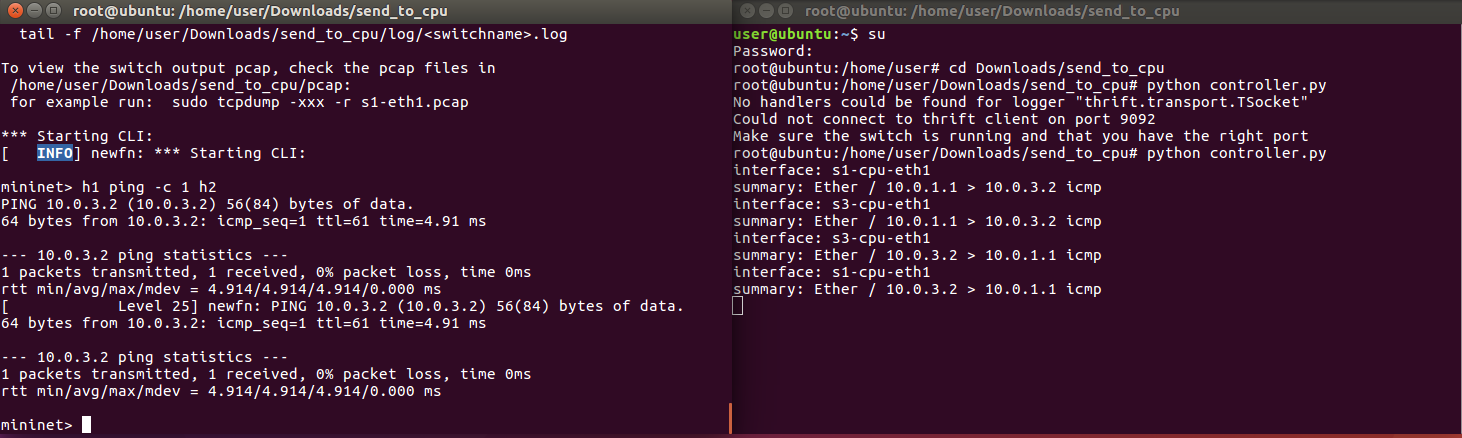 root@ubuntu: /home/user/Downloads/send_to_cpu
tail -f /home/user/Downloads/send_to_cpu/log/<switchname>.log
To view the switch output pcap, check the pcap files in
/home/user/Downloads/send_to_cpu/pcap:
for example run:  sudo tcpdump -xxx -r s1-eth1.pcap
*** Starting CLI:
[   INFO] newfn: *** Starting CLI:
mininet> h1 ping -c 1 h2
PING 10.0.3.2 (10.0.3.2) 56(84) bytes of data.
64 bytes from 10.0.3.2: icmp_seq=1 ttl=61 time=4.91 ms
--- 10.0.3.2 ping statistics ---
1 packets transmitted, 1 received, 0% packet loss, time 0ms
rtt min/avg/max/mdev = 4.914/4.914/4.914/0.000 ms
[            Level 25] newfn: PING 10.0.3.2 (10.0.3.2) 56(84) bytes of data.
64 bytes from 10.0.3.2: icmp_seq=1 ttl=61 time=4.91 ms
--- 10.0.3.2 ping statistics ---
1 packets transmitted, 1 received, 0% packet loss, time 0ms
rtt min/avg/max/mdev = 4.914/4.914/4.914/0.000 ms
mininet>
root@ubuntu: /home/user/Downloads/send_to_cpu
user@ubuntu:~$ su
Password:
root@ubuntu:/home/user# cd Downloads/send_to_cpu
root@ubuntu:/home/user/Downloads/send_to_cpu# python controller.py
No handlers could be found for logger "thrift.transport.TSocket"
Could not connect to thrift client on port 9092
Make sure the switch is running and that you have the right port
root@ubuntu:/home/user/Downloads/send_to_cpu# python controller.py
interface: s1-cpu-eth1
summary: Ether / 10.0.1.1 > 10.0.3.2 icmp
interface: s3-cpu-eth1
summary: Ether / 10.0.1.1 > 10.0.3.2 icmp
interface: s3-cpu-eth1
summary: Ether / 10.0.3.2 > 10.0.1.1 icmp
interface: s1-cpu-eth1
summary: Ether / 10.0.3.2 > 10.0.1.1 icmp